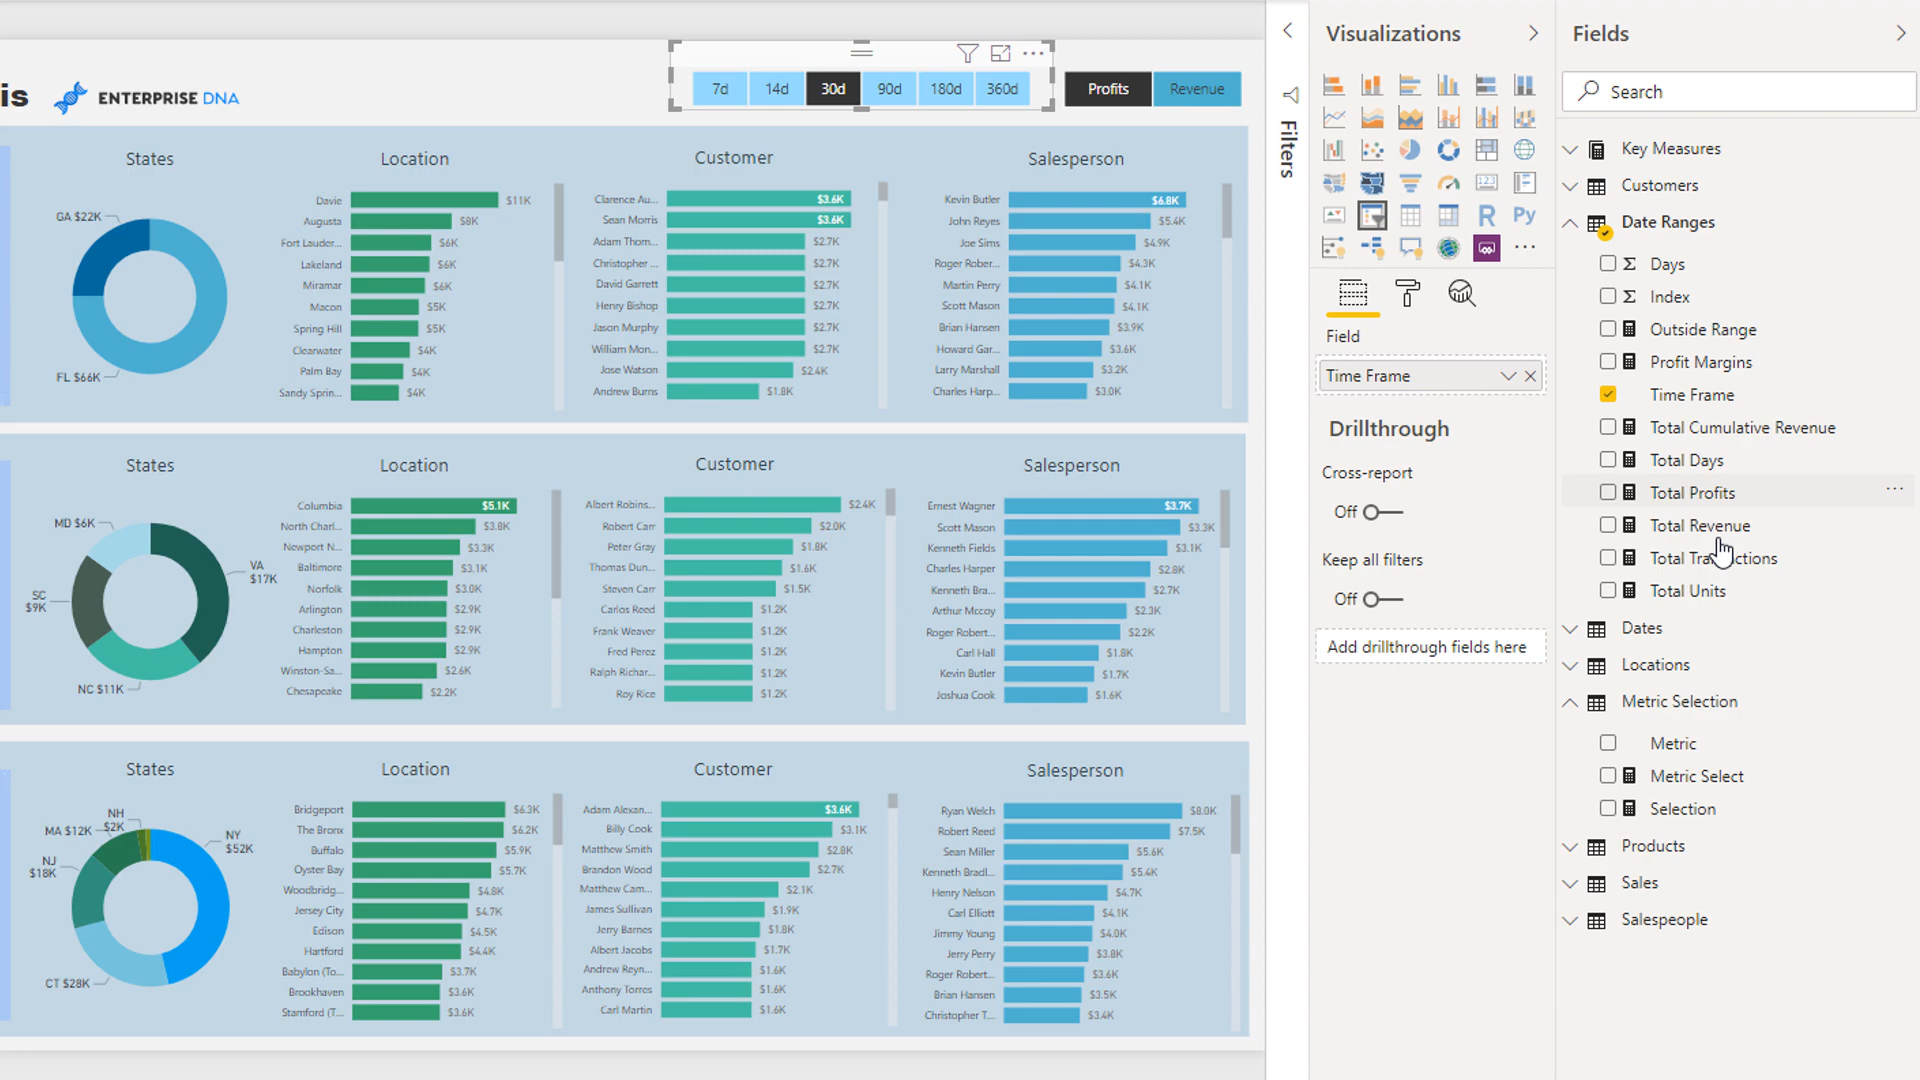 is
ENTERPRISE DNA
7d 14d 30d 90d 180d 360d
Profits Revenue
States
GA $22K
FL $66K
Location
Davie $11K
Augusta $8K
Fort Lauder... $6K
Lakeland $6K
Miramar $6K
Macon $5K
Spring Hill $5K
Clearwater $4K
Palm Bay $4K
Sandy Sprin... $4K
Customer
Clarence Au... $3.6K
Sean Morris $3.6K
Adam Thom... $2.7K
Christopher ... $2.7K
David Garrett $2.7K
Henry Bishop $2.7K
Jason Murphy $2.7K
William Mon... $2.7K
Jose Watson $2.4K
Andrew Burns $1.8K
Salesperson
Kevin Butler $6.8K
John Reyes $5.4K
Joe Sims $4.9K
Roger Rober... $4.3K
Martin Perry $4.1K
Scott Mason $4.1K
Brian Hansen $3.9K
Howard Gar... $3.6K
Larry Marshall $3.2K
Charles Harp... $3.0K
States
MD $6K
VA
$17K
SC
$9K
NC $11K
Location
Columbia $5.1K
North Charl... $3.8K
Newport N... $3.3K
Baltimore $3.1K
Norfolk $3.0K
Arlington $2.9K
Charleston $2.9K
Hampton $2.9K
Winston-Sa... $2.6K
Chesapeake $2.2K
Customer
Albert Robins... $2.4K
Robert Carr $2.0K
Peter Gray $1.8K
Thomas Dun... $1.6K
Steven Carr $1.5K
Carlos Reed $1.2K
Frank Weaver $1.2K
Fred Perez $1.2K
Ralph Richar... $1.2K
Roy Rice $1.2K
Salesperson
Ernest Wagner $3.7K
Scott Mason $3.3K
Kenneth Fields $3.1K
Charles Harper $2.8K
Kenneth Bra... $2.7K
Arthur Mccoy $2.3K
Roger Robert... $2.2K
Carl Hall $1.8K
Kevin Butler $1.7K
Joshua Cook $1.6K
States
NH
$2K
MA $12K
NY
$52K
NJ
$18K
CT $28K
Location
Bridgeport $6.3K
The Bronx $6.2K
Buffalo $5.9K
Oyster Bay $5.7K
Woodbridg... $4.8K
Jersey City $4.7K
Edison $4.5K
Hartford $4.4K
Babylon (To... $3.7K
Brookhaven $3.6K
Stamford (T... $3.6K
Customer
Adam Alexan... $3.6K
Billy Cook $3.1K
Matthew Smith $2.8K
Brandon Wood $2.7K
Matthew Cam... $2.1K
James Sullivan $1.9K
Jerry Barnes $1.8K
Albert Jacobs $1.7K
Andrew Reyn... $1.6K
Anthony Torres $1.6K
Carl Martin $1.6K
Salesperson
Ryan Welch $8.0K
Robert Reed $7.5K
Sean Miller $5.6K
Kenneth Bradl... $5.4K
Henry Nelson $4.7K
Carl Elliott $4.1K
Jimmy Young $4.0K
Jerry Perry $3.8K
Roger Robert... $3.6K
Brian Hansen $3.5K
Christopher T... $3.4K
Filters
Visualizations
R Py
123
Field
Time Frame
Drillthrough
Cross-report
Off
Keep all filters
Off
Add drillthrough fields here
Fields
Search
Key Measures
Customers
Date Ranges
Days
Index
Outside Range
Profit Margins
Time Frame
Total Cumulative Revenue
Total Days
Total Profits
Total Revenue
Total Transactions
Total Units
Dates
Locations
Metric Selection
Metric
Metric Select
Selection
Products
Sales
Salespeople